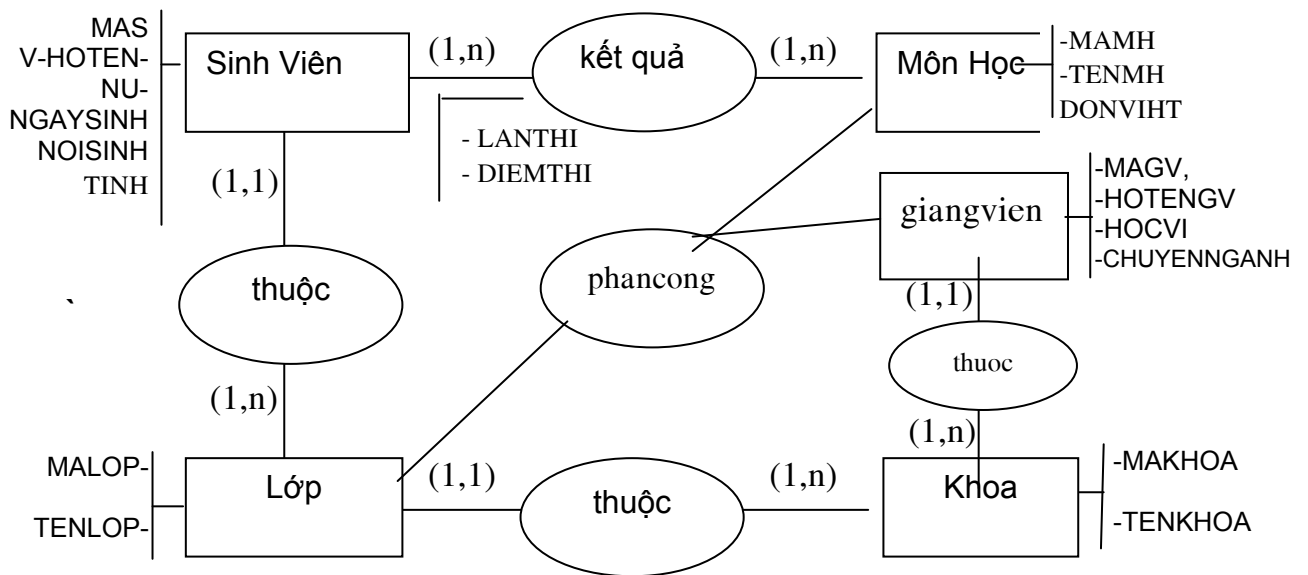 MAS
V-HOTEN-
NU-
NGAYSINH
NOISINH
TINH
Sinh Viên
(1,n)
kết quả
(1,n)
Môn Học
-MAMH
-TENMH
DONVIHT
- LANTHI
- DIEMTHI
(1,1)
giangvien
-MAGV,
-HOTENGV
-HOCVI
-CHUYENNGANH
thuộc
phancong
(1,1)
thuoc
(1,n)
(1,n)
MALOP-
TENLOP-
Lớp
(1,1)
thuộc
(1,n)
Khoa
-MAKHOA
-TENKHOA